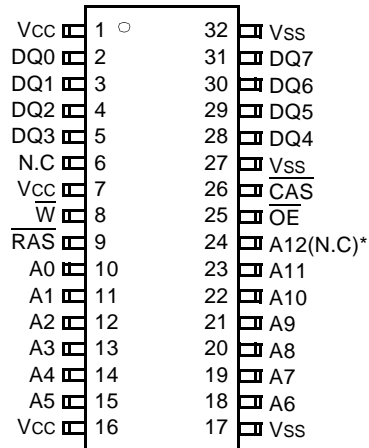 VCC 1 32 VSS
DQ0 2 31 DQ7
DQ1 3 30 DQ6
DQ2 4 29 DQ5
DQ3 5 28 DQ4
N.C 6 27 VSS
VCC 7 26 C̅A̅S̅
W̅ 8 25 O̅E̅
R̅A̅S̅ 9 24 A12(N.C)*
A0 10 23 A11
A1 11 22 A10
A2 12 21 A9
A3 13 20 A8
A4 14 19 A7
A5 15 18 A6
VCC 16 17 VSS